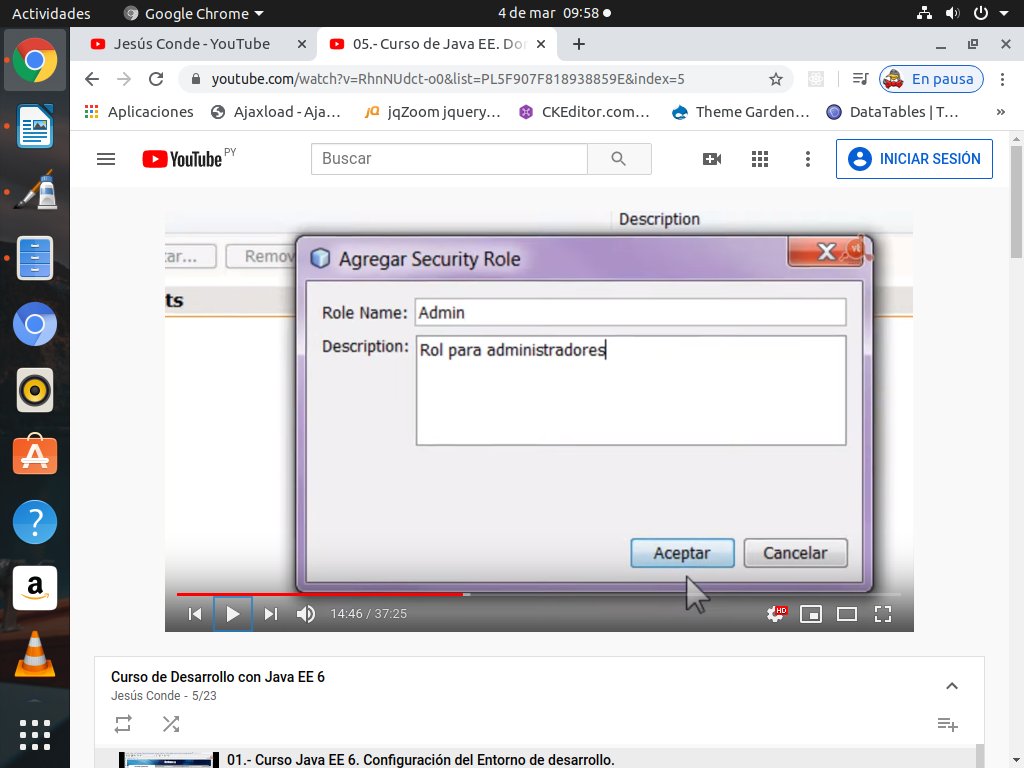 Actividades Google Chrome 4 de mar 09:58
Jesús Conde - YouTube 05.- Curso de Java EE. Dor
youtube.com/watch?v=RhnNUdct-o0&list=PL5F907F818938859E&index=5 En pausa
Aplicaciones Ajaxload - Aja… jqZoom jquery… CKEditor.com… Theme Garden… DataTables | T… »
YouTube PY Buscar INICIAR SESIÓN
Description
ar... Remov
Agregar Security Role
ts
Role Name: Admin
Description: Rol para administradores
Aceptar Cancelar
14:46 / 37:25 HD
Curso de Desarrollo con Java EE 6
Jesús Conde - 5/23
01.- Curso Java EE 6. Configuración del Entorno de desarrollo.